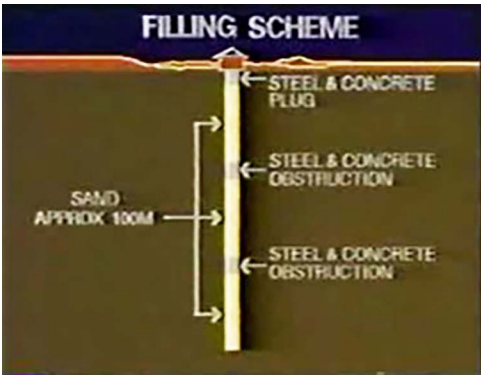 FILLING SCHEME
STEEL & CONCRETE
PLUG
STEEL & CONCRETE
OBSTRUCTION
SAND
APPROX 100M
STEEL & CONCRETE
OBSTRUCTION